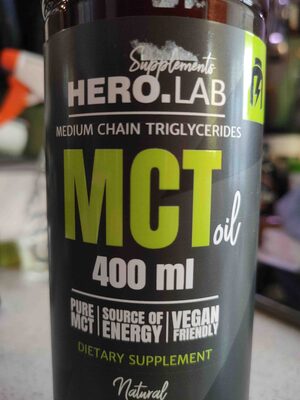 Supplements
HERO.LAB
MEDIUM CHAIN TRIGLYCERIDES
MCT oil
400 ml
PURE MCT | SOURCE OF ENERGY | VEGAN FRIENDLY
DIETARY SUPPLEMENT
Natural